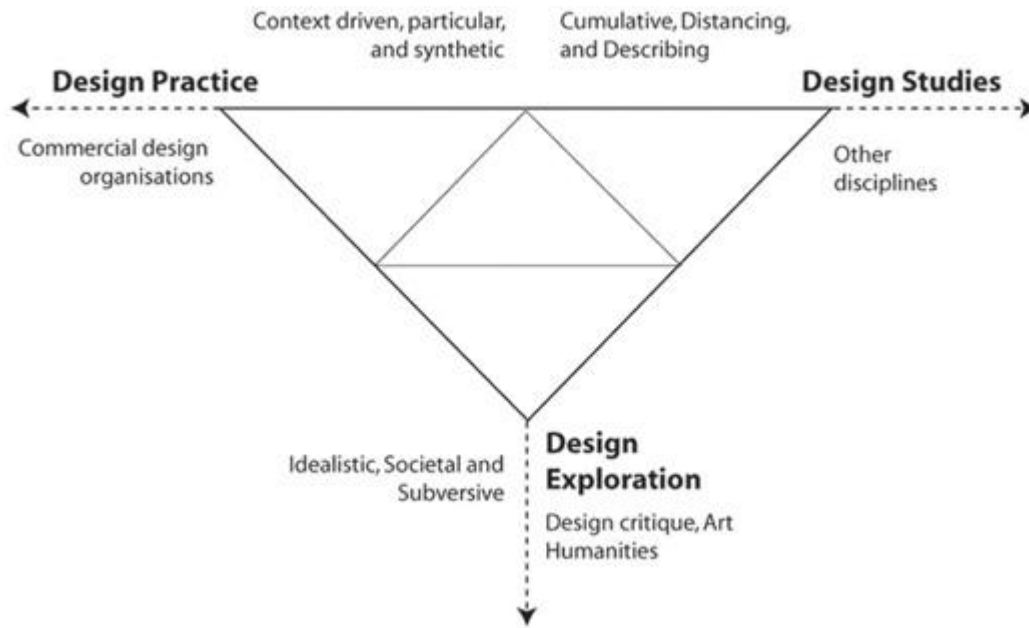 Context driven, particular,
and synthetic
Cumulative, Distancing,
and Describing
Design Practice
Design Studies
Commercial design
organisations
Other
disciplines
Idealistic, Societal and
Subversive
Design
Exploration
Design critique, Art
Humanities